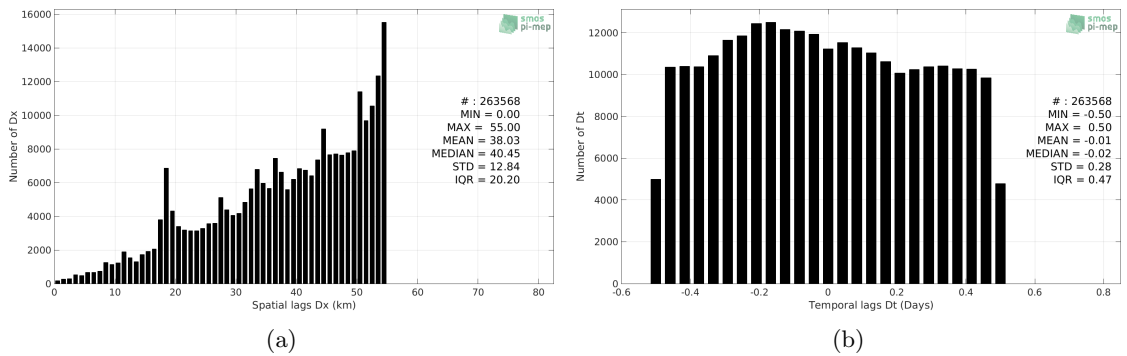 16000
14000
12000
10000
8000
6000
4000
2000
0
Number of Dx
0 10 20 30 40 50 60 70 80
Spatial lags Dx (km)
smos
pi-mep
# : 263568
MIN = 0.00
MAX = 55.00
MEAN = 38.03
MEDIAN = 40.45
STD = 12.84
IQR = 20.20
(a)
12000
10000
8000
6000
4000
2000
0
Number of Dt
-0.6 -0.4 -0.2 0 0.2 0.4 0.6 0.8
Temporal lags Dt (Days)
smos
pi-mep
# : 263568
MIN = -0.50
MAX = 0.50
MEAN = -0.01
MEDIAN = -0.02
STD = 0.28
IQR = 0.47
(b)